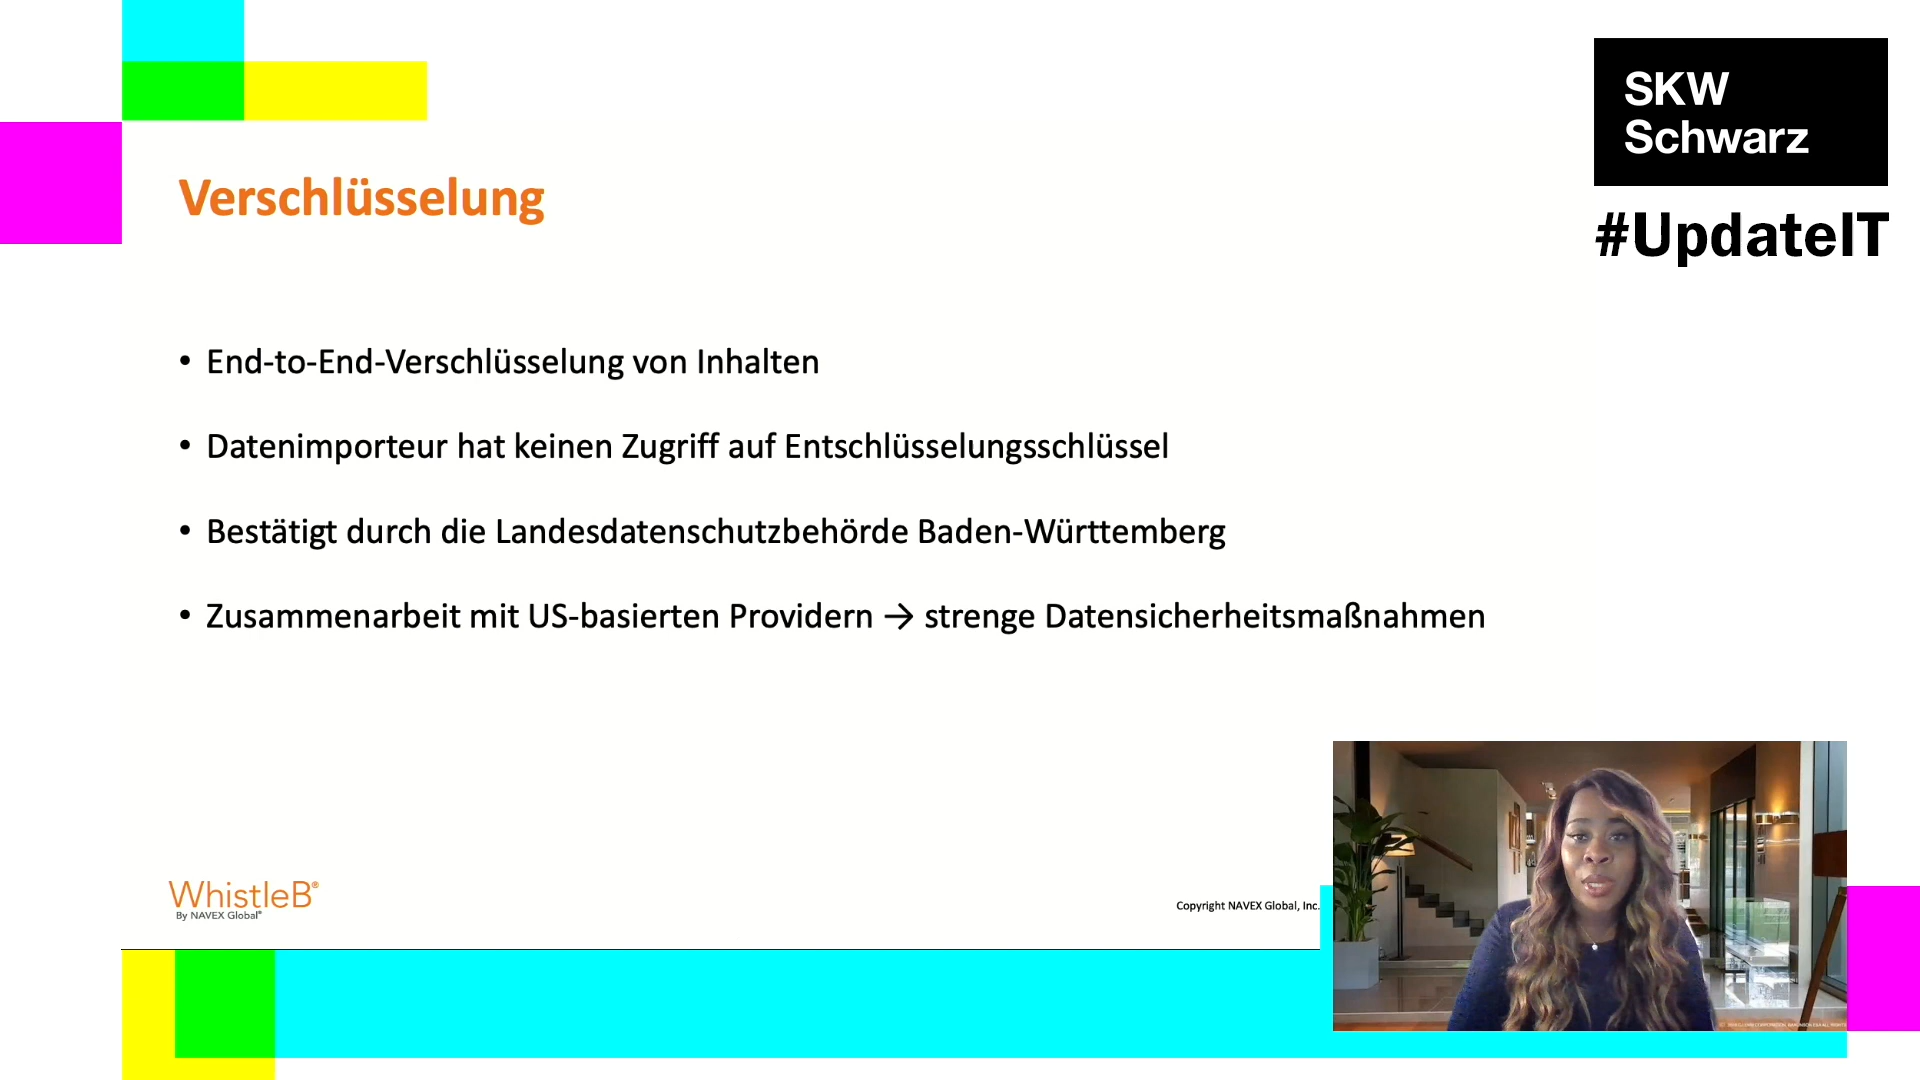 SKW
Schwarz
#UpdateIT
Verschlüsselung
• End-to-End-Verschlüsselung von Inhalten
• Datenimporteur hat keinen Zugriff auf Entschlüsselungsschlüssel
• Bestätigt durch die Landesdatenschutzbehörde Baden-Württemberg
• Zusammenarbeit mit US-basierten Providern → strenge Datensicherheitsmaßnahmen
WhistleB®
By NAVEX Global®
Copyright NAVEX Global, Inc.